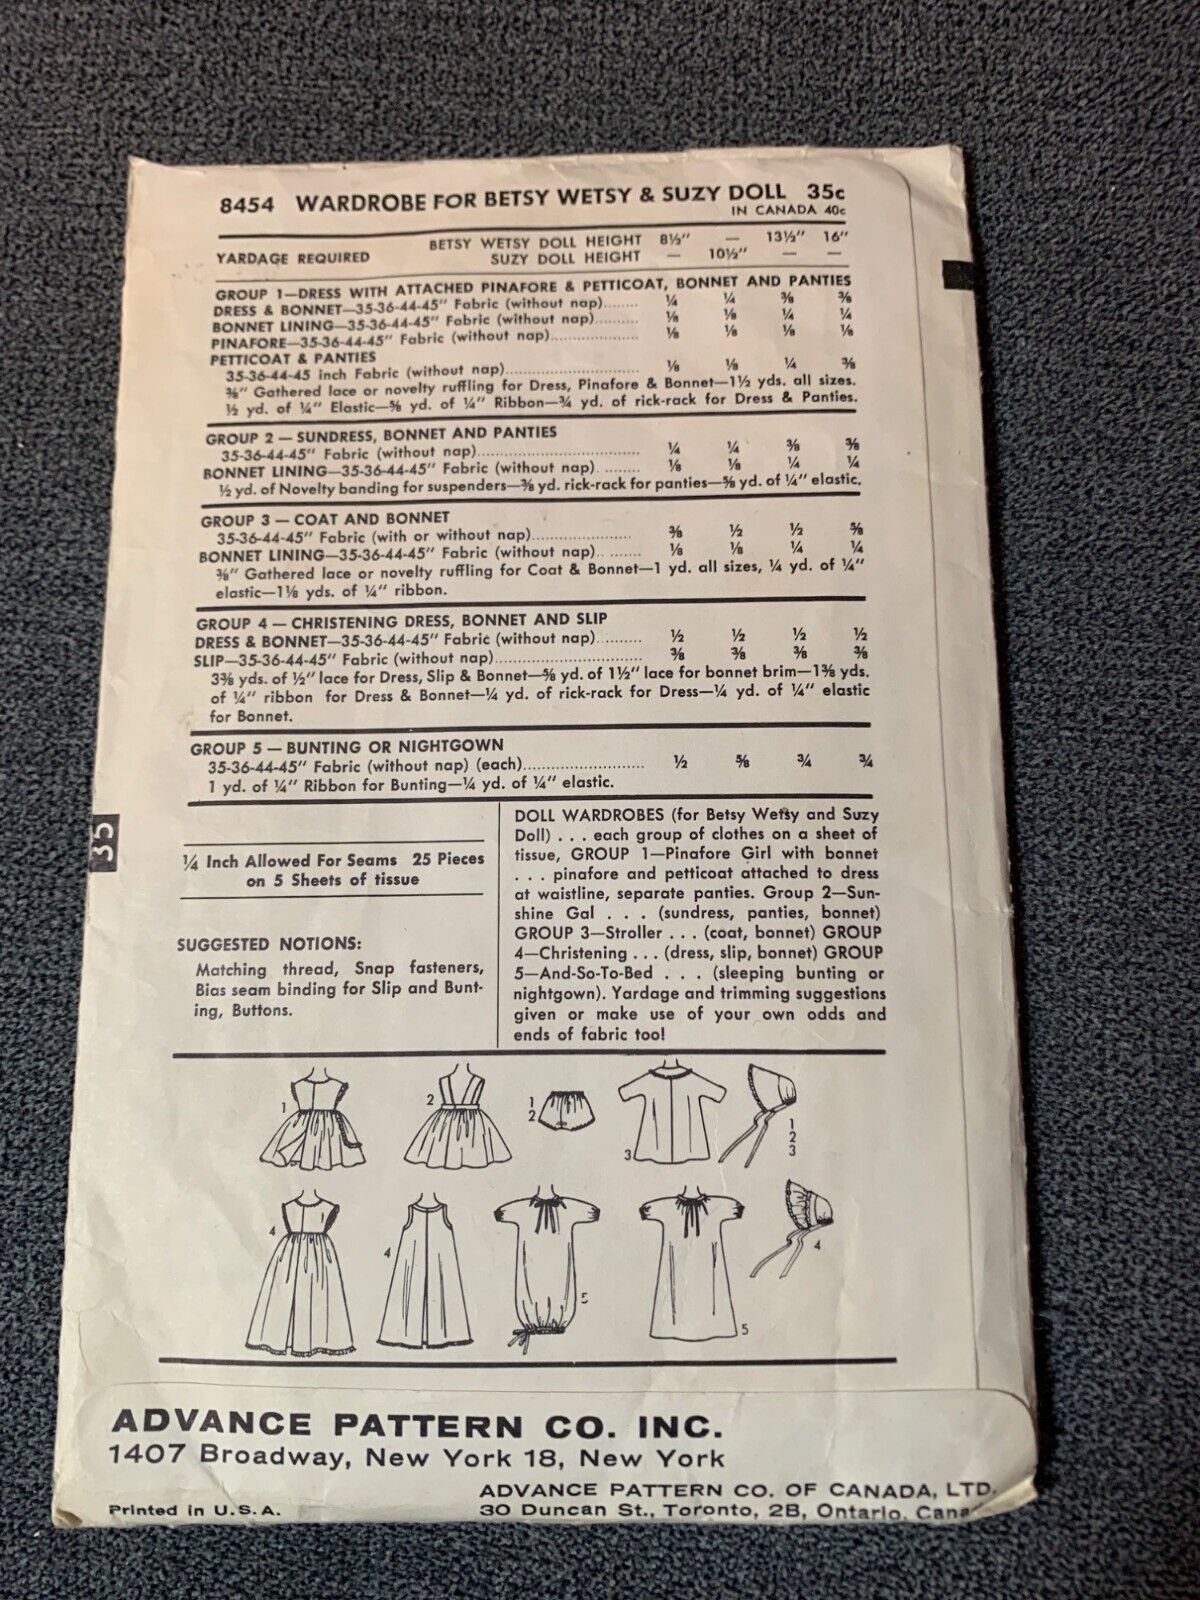 8454 WARDROBE FOR BETSY WETSY & SUZY DOLL 35c
IN CANADA 40c
BETSY WETSY DOLL HEIGHT 8½" — 13½" 16"
YARDAGE REQUIRED SUZY DOLL HEIGHT — 10½" — —
GROUP 1—DRESS WITH ATTACHED PINAFORE & PETTICOAT, BONNET AND PANTIES
DRESS & BONNET—35-36-44-45" Fabric (without nap)........ ¼ ¼ ⅜ ⅜
BONNET LINING—35-36-44-45" Fabric (without nap).......... ⅛ ⅛ ¼ ¼
PINAFORE—35-36-44-45" Fabric (without nap)..................... ⅛ ⅛ ⅛ ⅛
PETTICOAT & PANTIES
35-36-44-45 inch Fabric (without nap)................................ ⅛ ⅛ ¼ ⅜
⅜" Gathered lace or novelty ruffling for Dress, Pinafore & Bonnet—1½ yds. all sizes.
½ yd. of ¼" Elastic—⅝ yd. of ¼" Ribbon—¾ yd. of rick-rack for Dress & Panties.
GROUP 2 — SUNDRESS, BONNET AND PANTIES
35-36-44-45" Fabric (without nap)...................................... ¼ ¼ ⅜ ⅜
BONNET LINING—35-36-44-45" Fabric (without nap) .......... ⅛ ⅛ ¼ ¼
½ yd. of Novelty banding for suspenders—⅜ yd. rick-rack for panties—⅝ yd. of ¼" elastic.
GROUP 3 — COAT AND BONNET
35-36-44-45" Fabric (with or without nap)....................... ⅜ ½ ½ ⅝
BONNET LINING—35-36-44-45" Fabric (without nap).. ........ ⅛ ⅛ ¼ ¼
⅜" Gathered lace or novelty ruffling for Coat & Bonnet—1 yd. all sizes, ¼ yd. of ¼"
elastic—1⅛ yds. of ¼" ribbon.
GROUP 4 — CHRISTENING DRESS, BONNET AND SLIP
DRESS & BONNET—35-36-44-45" Fabric (without nap).......... ½ ½ ½ ½
SLIP—35-36-44-45" Fabric (without nap)................................. ⅜ ⅜ ⅜ ⅜
3⅜ yds. of ½" lace for Dress, Slip & Bonnet—⅝ yd. of 1½" lace for bonnet brim—1⅜ yds.
of ¼" ribbon for Dress & Bonnet—¼ yd. of rick-rack for Dress—¼ yd. of ¼" elastic
for Bonnet.
GROUP 5 — BUNTING OR NIGHTGOWN
35-36-44-45" Fabric (without nap) (each)........................... ½ ⅝ ¾ ¾
1 yd. of ¼" Ribbon for Bunting—¼ yd. of ¼" elastic.
35
¼ Inch Allowed For Seams 25 Pieces
on 5 Sheets of tissue
SUGGESTED NOTIONS:
Matching thread, Snap fasteners,
Bias seam binding for Slip and Bunt-
ing, Buttons.
DOLL WARDROBES (for Betsy Wetsy and Suzy
Doll) . . . each group of clothes on a sheet of
tissue, GROUP 1—Pinafore Girl with bonnet
. . . pinafore and petticoat attached to dress
at waistline, separate panties. Group 2—Sun-
shine Gal . . . (sundress, panties, bonnet)
GROUP 3—Stroller . . . (coat, bonnet) GROUP
4—Christening . . . (dress, slip, bonnet) GROUP
5—And-So-To-Bed . . . (sleeping bunting or
nightgown). Yardage and trimming suggestions
given or make use of your own odds and
ends of fabric too!
1
2
1
2
3
1
2
3
4
4
5
5
4
ADVANCE PATTERN CO. INC.
1407 Broadway, New York 18, New York
ADVANCE PATTERN CO. OF CANADA, LTD.
Printed in U.S.A. 30 Duncan St., Toronto, 2B, Ontario, Cana